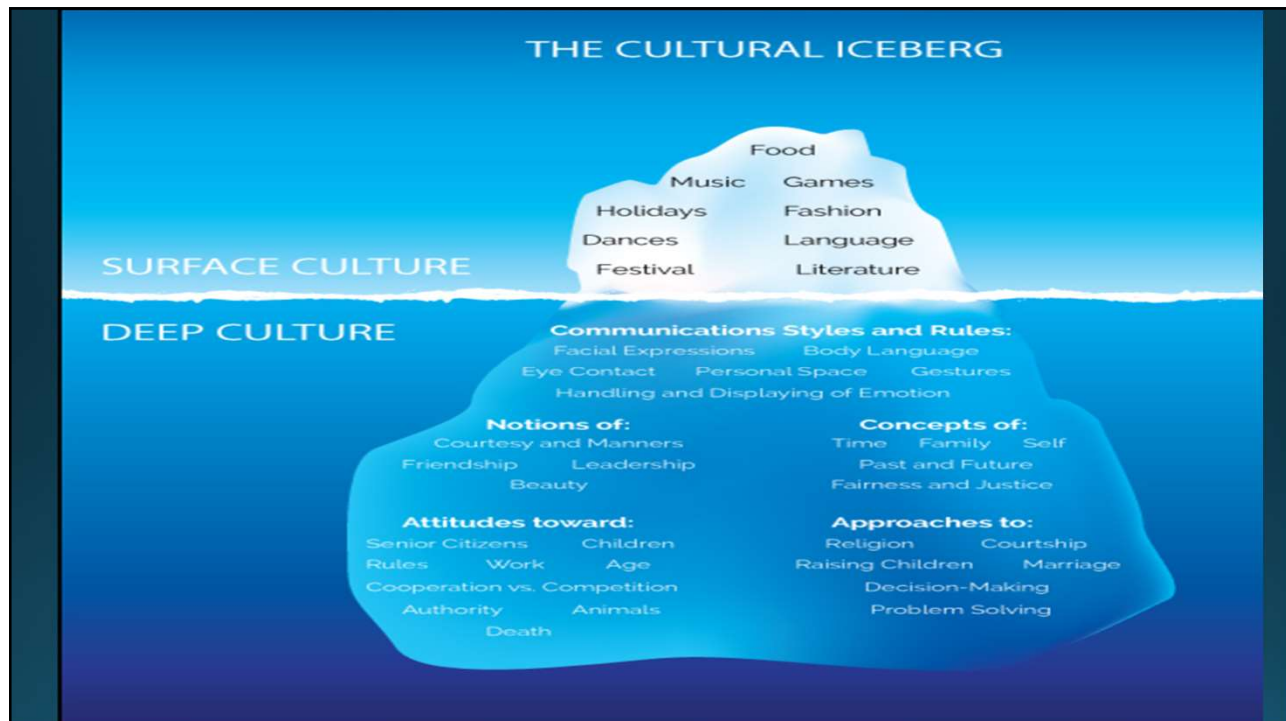 THE CULTURAL ICEBERG
Food
Music Games
Holidays Fashion
Dances Language
SURFACE CULTURE
Festival Literature
DEEP CULTURE
Communications Styles and Rules:
Facial Expressions Body Language
Eye Contact Personal Space Gestures
Handling and Displaying of Emotion
Notions of:
Courtesy and Manners
Friendship Leadership
Beauty
Concepts of:
Time Family Self
Past and Future
Fairness and Justice
Attitudes toward:
Senior Citizens Children
Rules Work Age
Cooperation vs. Competition
Authority Animals
Death
Approaches to:
Religion Courtship
Raising Children Marriage
Decision-Making
Problem Solving